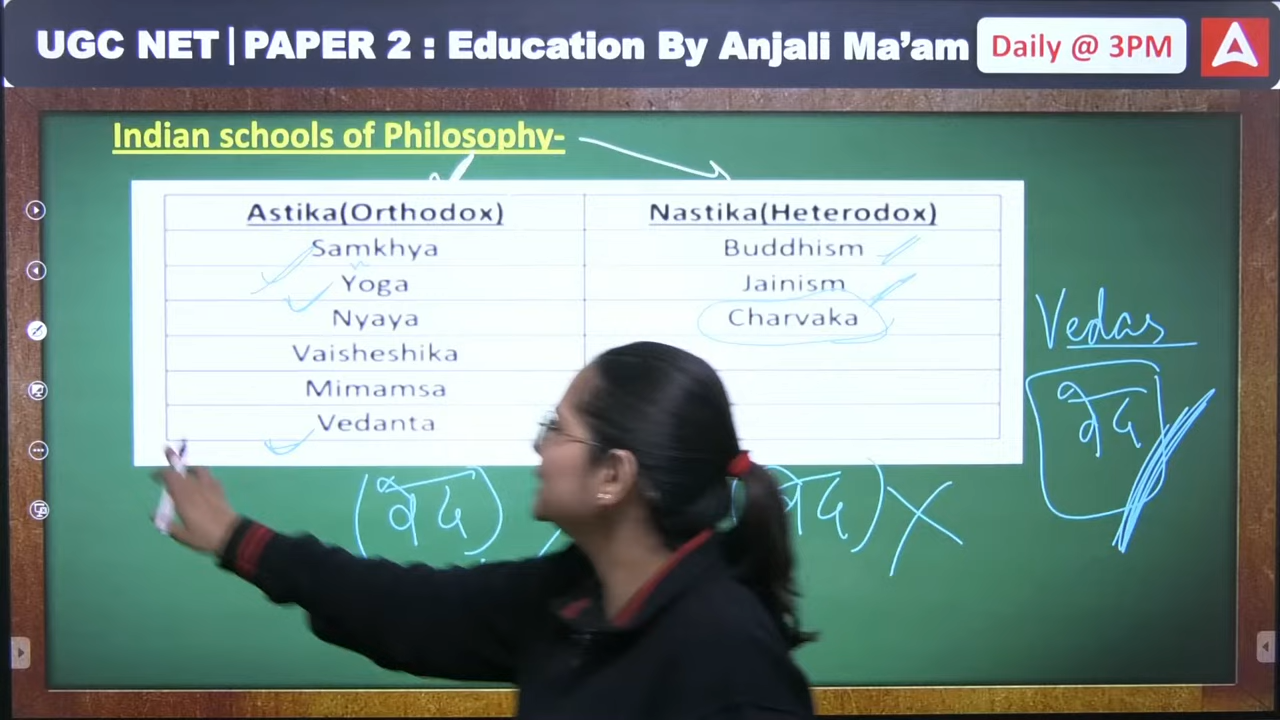 UGC NET | PAPER 2 : Education By Anjali Ma’am Daily @ 3PM
Indian schools of Philosophy-
Astika(Orthodox) Nastika(Heterodox)
Samkhya Buddhism
Yoga Jainism
Nyaya Charvaka
Vaisheshika
Mimamsa
Vedanta
Vedas
वेद
(वेद)
वेद)